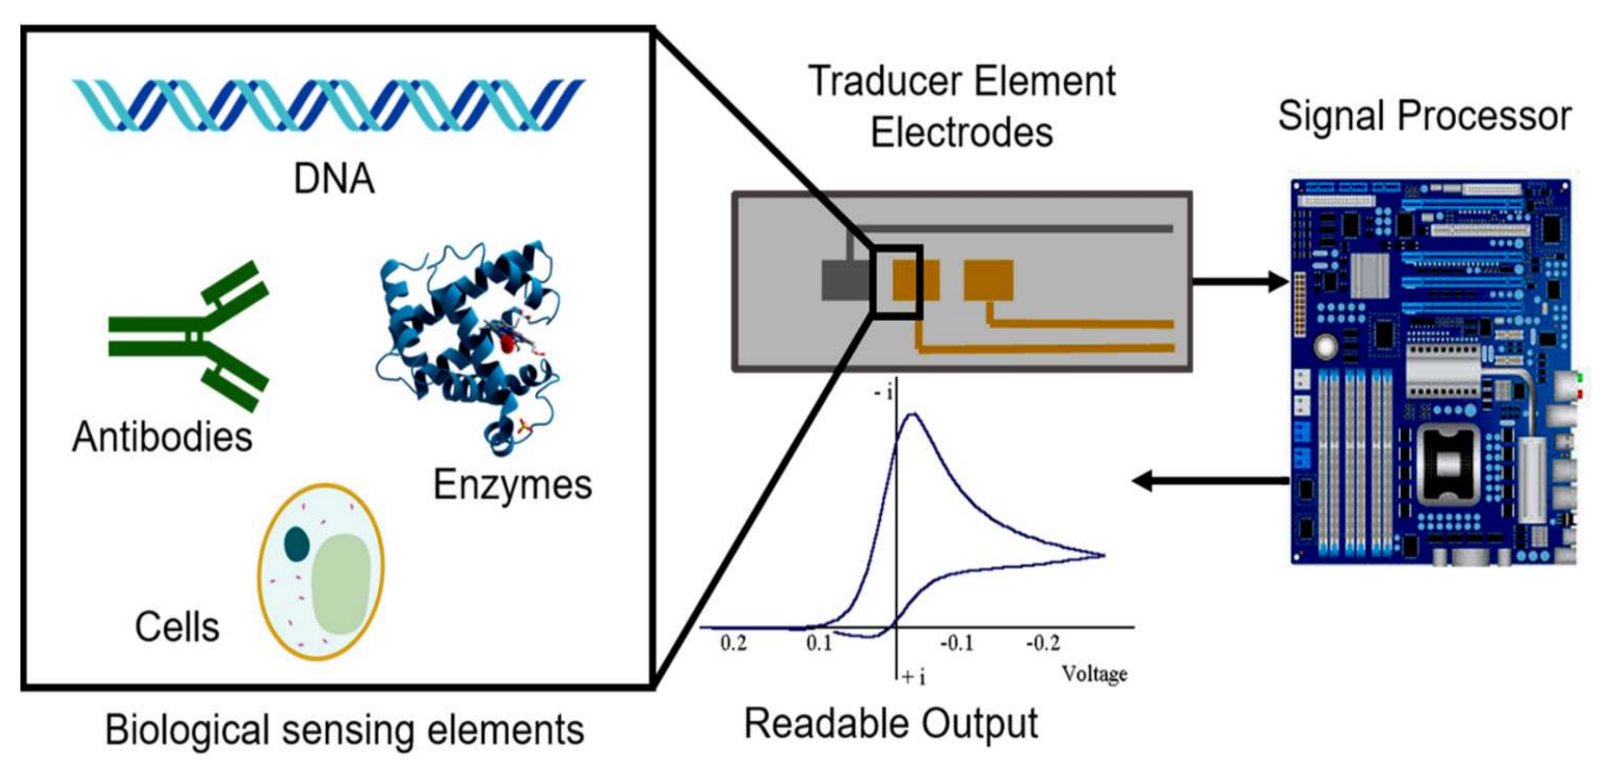 DNA
Antibodies
Enzymes
Cells
Biological sensing elements
Traducer Element
Electrodes
Signal Processor
- i
0.2
0.1
-0.1
-0.2
+ i
Voltage
Readable Output